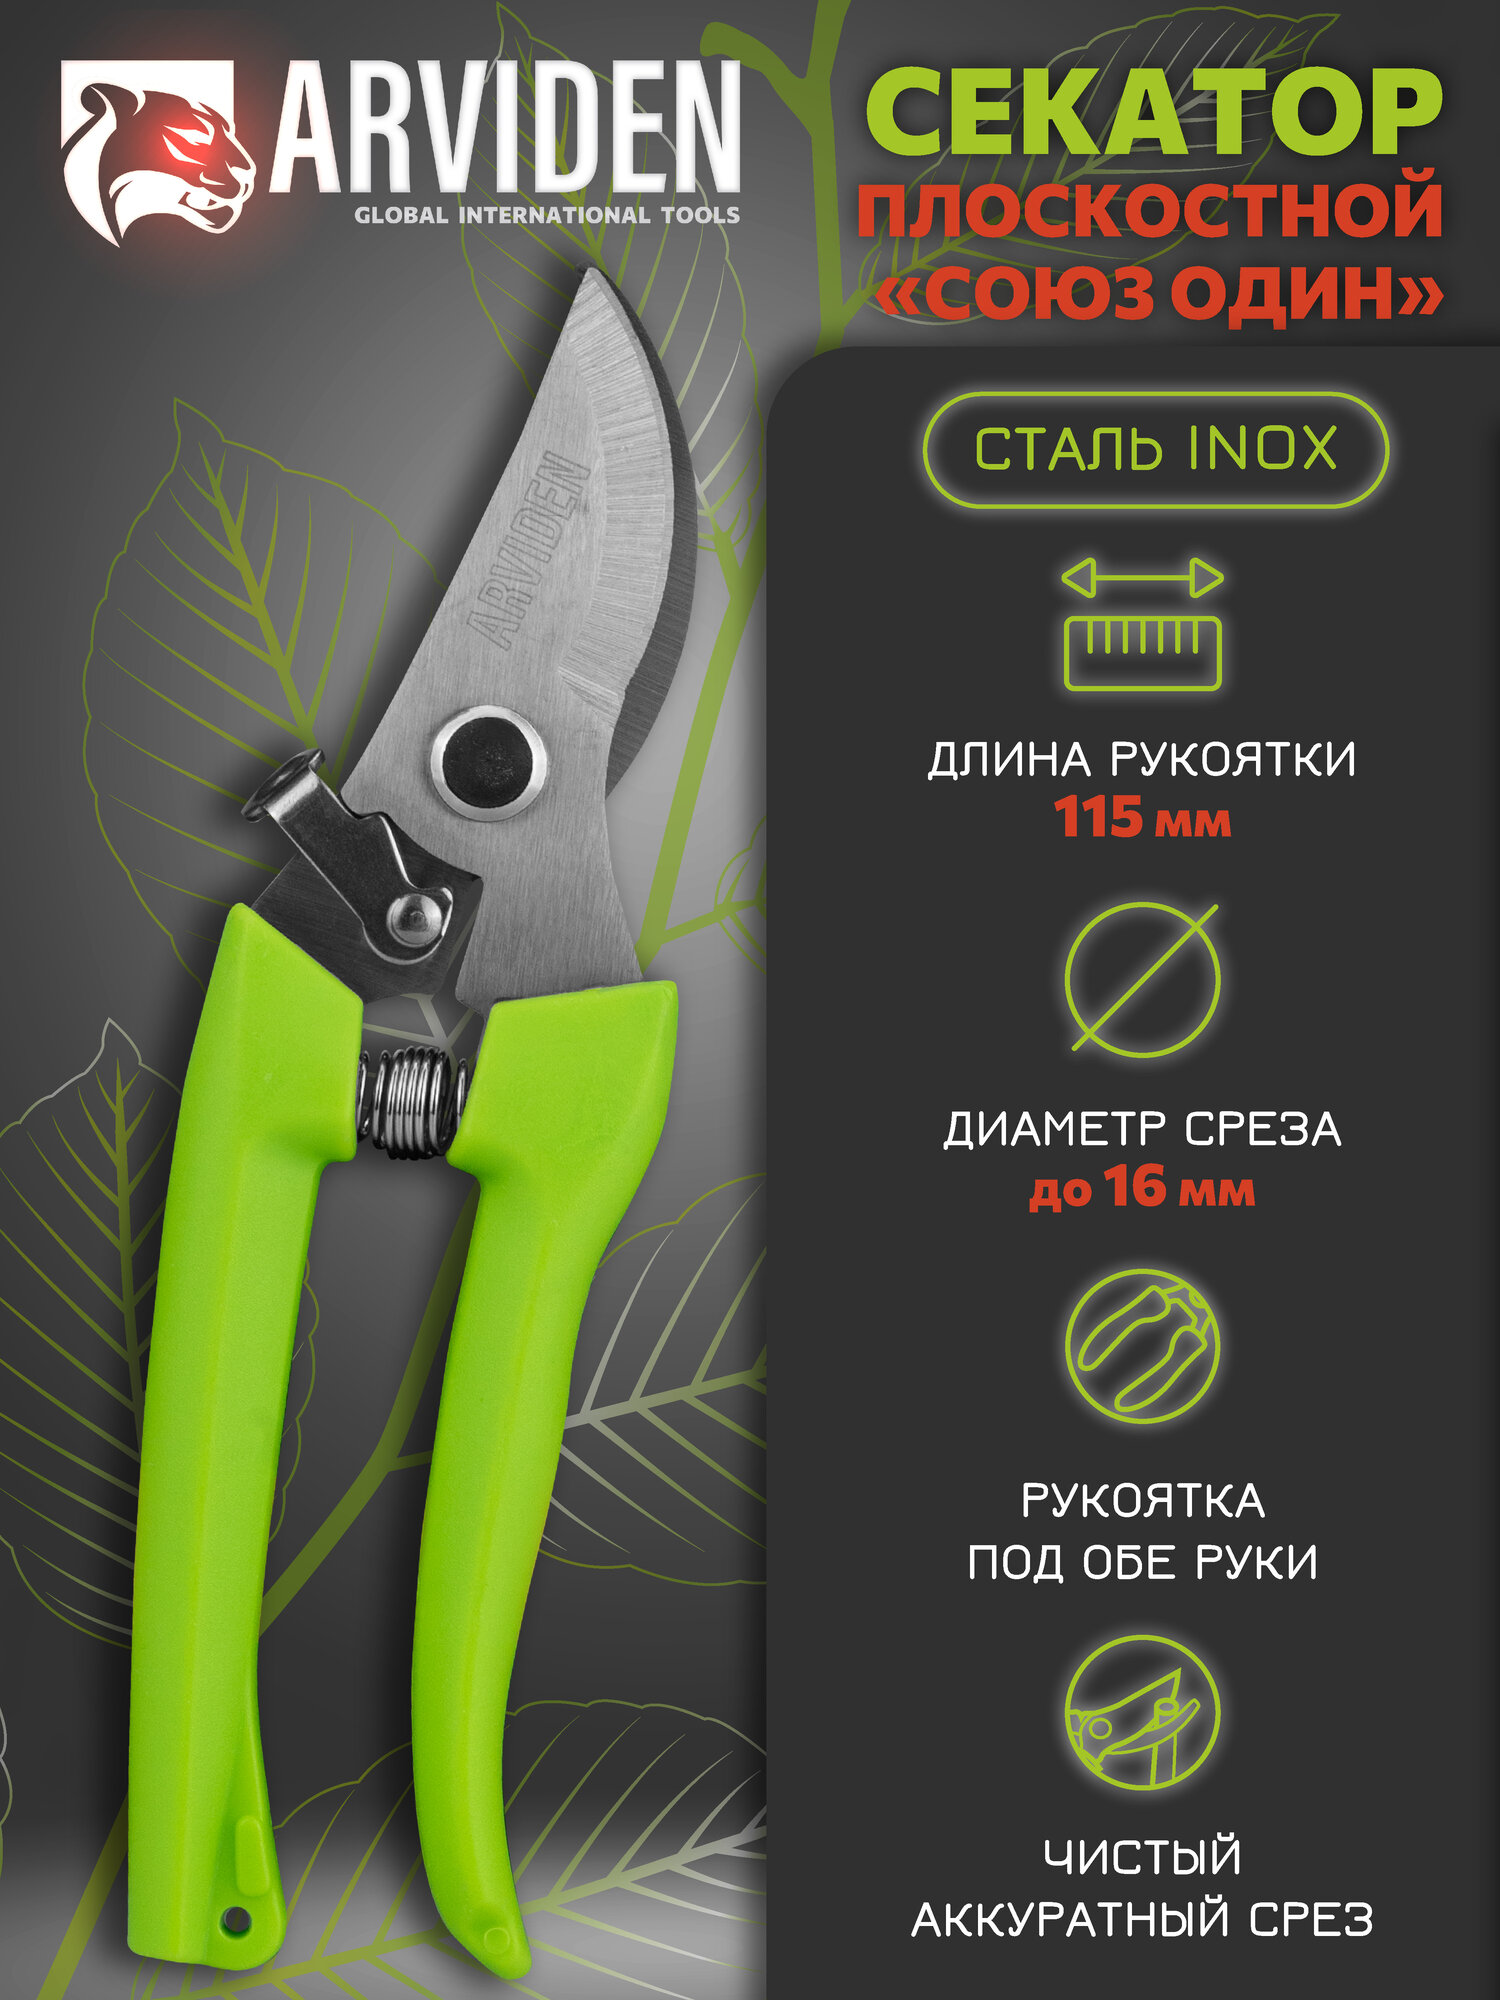 ARVIDEN
GLOBAL INTERNATIONAL TOOLS
СЕКАТОР
ПЛОСКОСТНОЙ
«СОЮЗ ОДИН»
СТАЛЬ INOX
ARVIDEN
ДЛИНА РУКОЯТКИ
115 мм
ДИАМЕТР СРЕЗА
до 16 мм
РУКОЯТКА
ПОД ОБЕ РУКИ
ЧИСТЫЙ
АККУРАТНЫЙ СРЕЗ